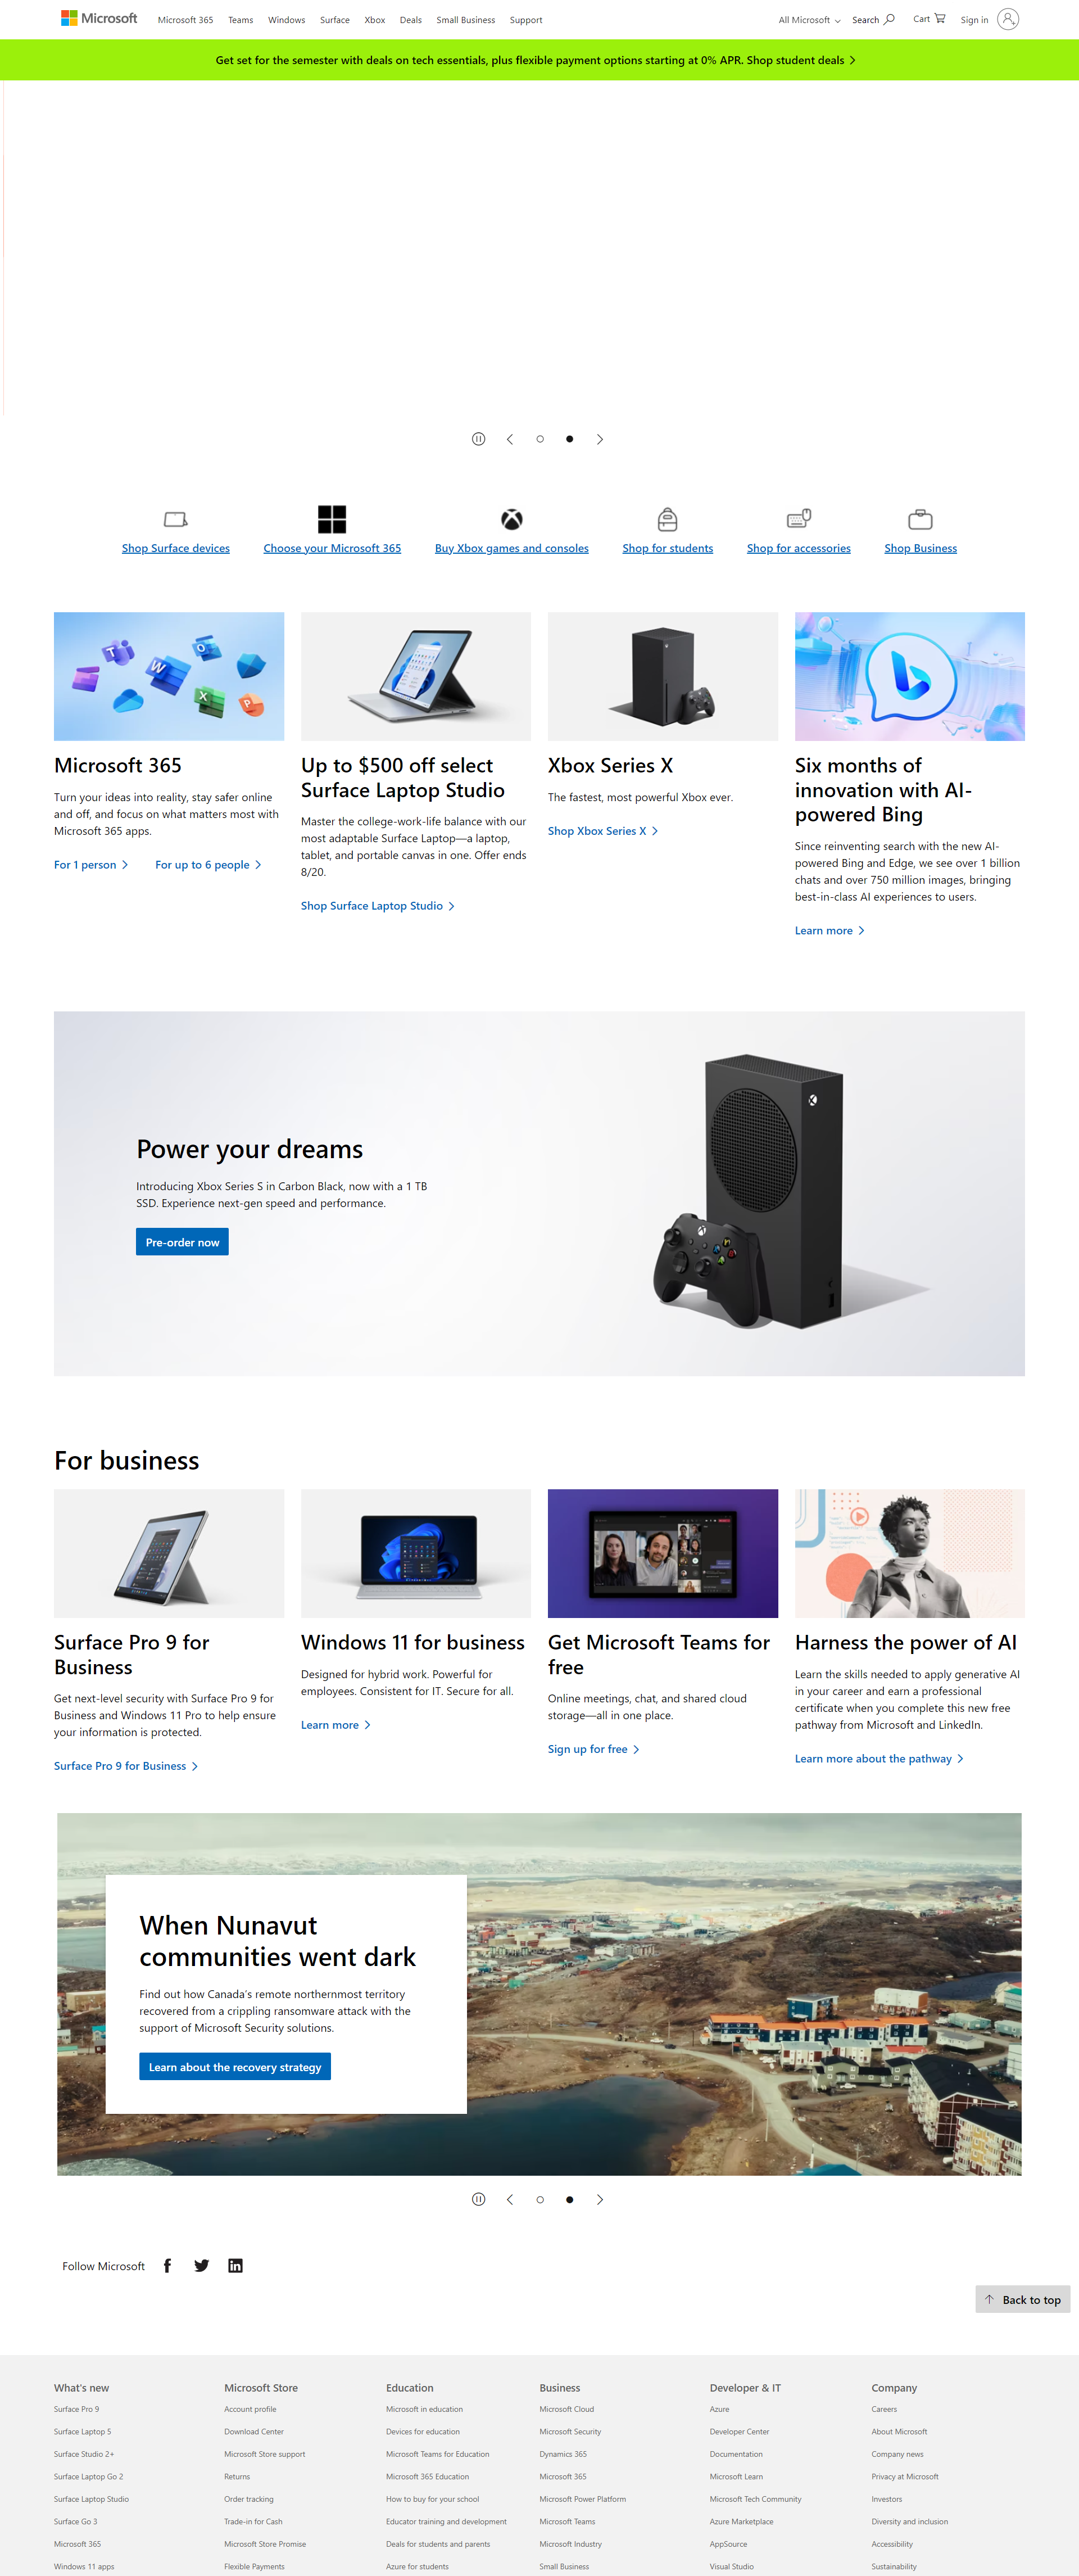 Microsoft
Microsoft 365
Teams
Windows
Surface
Xbox
Deals
Small Business
Support
All Microsoft
Search
Cart
Sign in
Get set for the semester with deals on tech essentials, plus flexible payment options starting at 0% APR. Shop student deals
Shop Surface devices
Choose your Microsoft 365
Buy Xbox games and consoles
Shop for students
Shop for accessories
Shop Business
Microsoft 365
Turn your ideas into reality, stay safer online
and off, and focus on what matters most with
Microsoft 365 apps.
For 1 person
For up to 6 people
Up to $500 off select
Surface Laptop Studio
Master the college-work-life balance with our
most adaptable Surface Laptop—a laptop,
tablet, and portable canvas in one. Offer ends
8/20.
Shop Surface Laptop Studio
Xbox Series X
The fastest, most powerful Xbox ever.
Shop Xbox Series X
Six months of
innovation with AI-
powered Bing
Since reinventing search with the new AI-
powered Bing and Edge, we see over 1 billion
chats and over 750 million images, bringing
best-in-class AI experiences to users.
Learn more
Power your dreams
Introducing Xbox Series S in Carbon Black, now with a 1 TB
SSD. Experience next-gen speed and performance.
Pre-order now
For business
Surface Pro 9 for
Business
Get next-level security with Surface Pro 9 for
Business and Windows 11 Pro to help ensure
your information is protected.
Surface Pro 9 for Business
Windows 11 for business
Designed for hybrid work. Powerful for
employees. Consistent for IT. Secure for all.
Learn more
Get Microsoft Teams for
free
Online meetings, chat, and shared cloud
storage—all in one place.
Sign up for free
Harness the power of AI
Learn the skills needed to apply generative AI
in your career and earn a professional
certificate when you complete this new free
pathway from Microsoft and LinkedIn.
Learn more about the pathway
When Nunavut
communities went dark
Find out how Canada's remote northernmost territory
recovered from a crippling ransomware attack with the
support of Microsoft Security solutions.
Learn about the recovery strategy
Follow Microsoft
Back to top
What's new
Surface Pro 9
Surface Laptop 5
Surface Studio 2+
Surface Laptop Go 2
Surface Laptop Studio
Surface Go 3
Microsoft 365
Windows 11 apps
Microsoft Store
Account profile
Download Center
Microsoft Store support
Returns
Order tracking
Trade-in for Cash
Microsoft Store Promise
Flexible Payments
Education
Microsoft in education
Devices for education
Microsoft Teams for Education
Microsoft 365 Education
How to buy for your school
Educator training and development
Deals for students and parents
Azure for students
Business
Microsoft Cloud
Microsoft Security
Dynamics 365
Microsoft 365
Microsoft Power Platform
Microsoft Teams
Microsoft Industry
Small Business
Developer & IT
Azure
Developer Center
Documentation
Microsoft Learn
Microsoft Tech Community
Azure Marketplace
AppSource
Visual Studio
Company
Careers
About Microsoft
Company news
Privacy at Microsoft
Investors
Diversity and inclusion
Accessibility
Sustainability